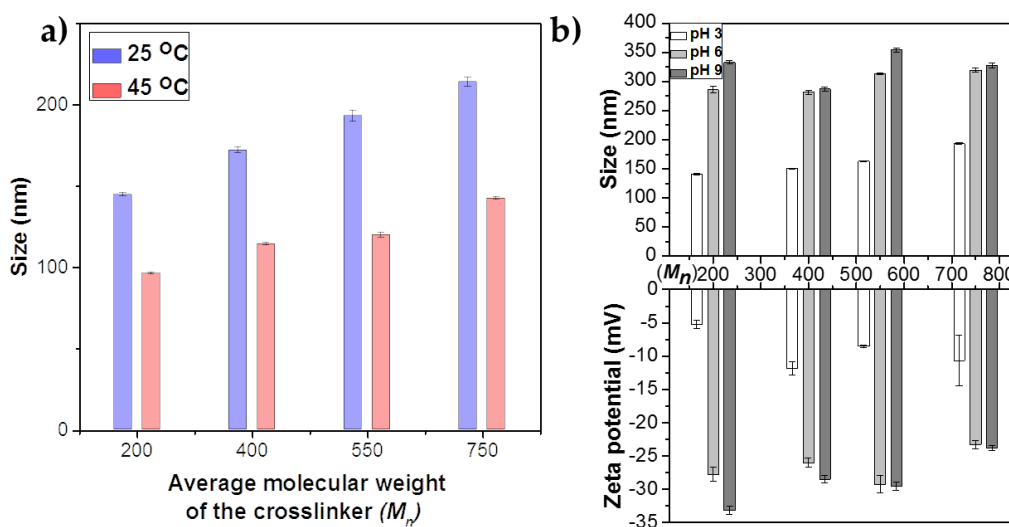 a)
25 °C
45 °C
Size (nm)
200
100
0
200 400 550 750
Average molecular weight
of the crosslinker (Mn)
b)
pH 3
pH 6
pH 9
Size (nm)
400
350
300
250
200
150
100
50
0
(Mn) 200 300 400 500 600 700 800
Zeta potential (mV)
0
-5
-10
-15
-20
-25
-30
-35